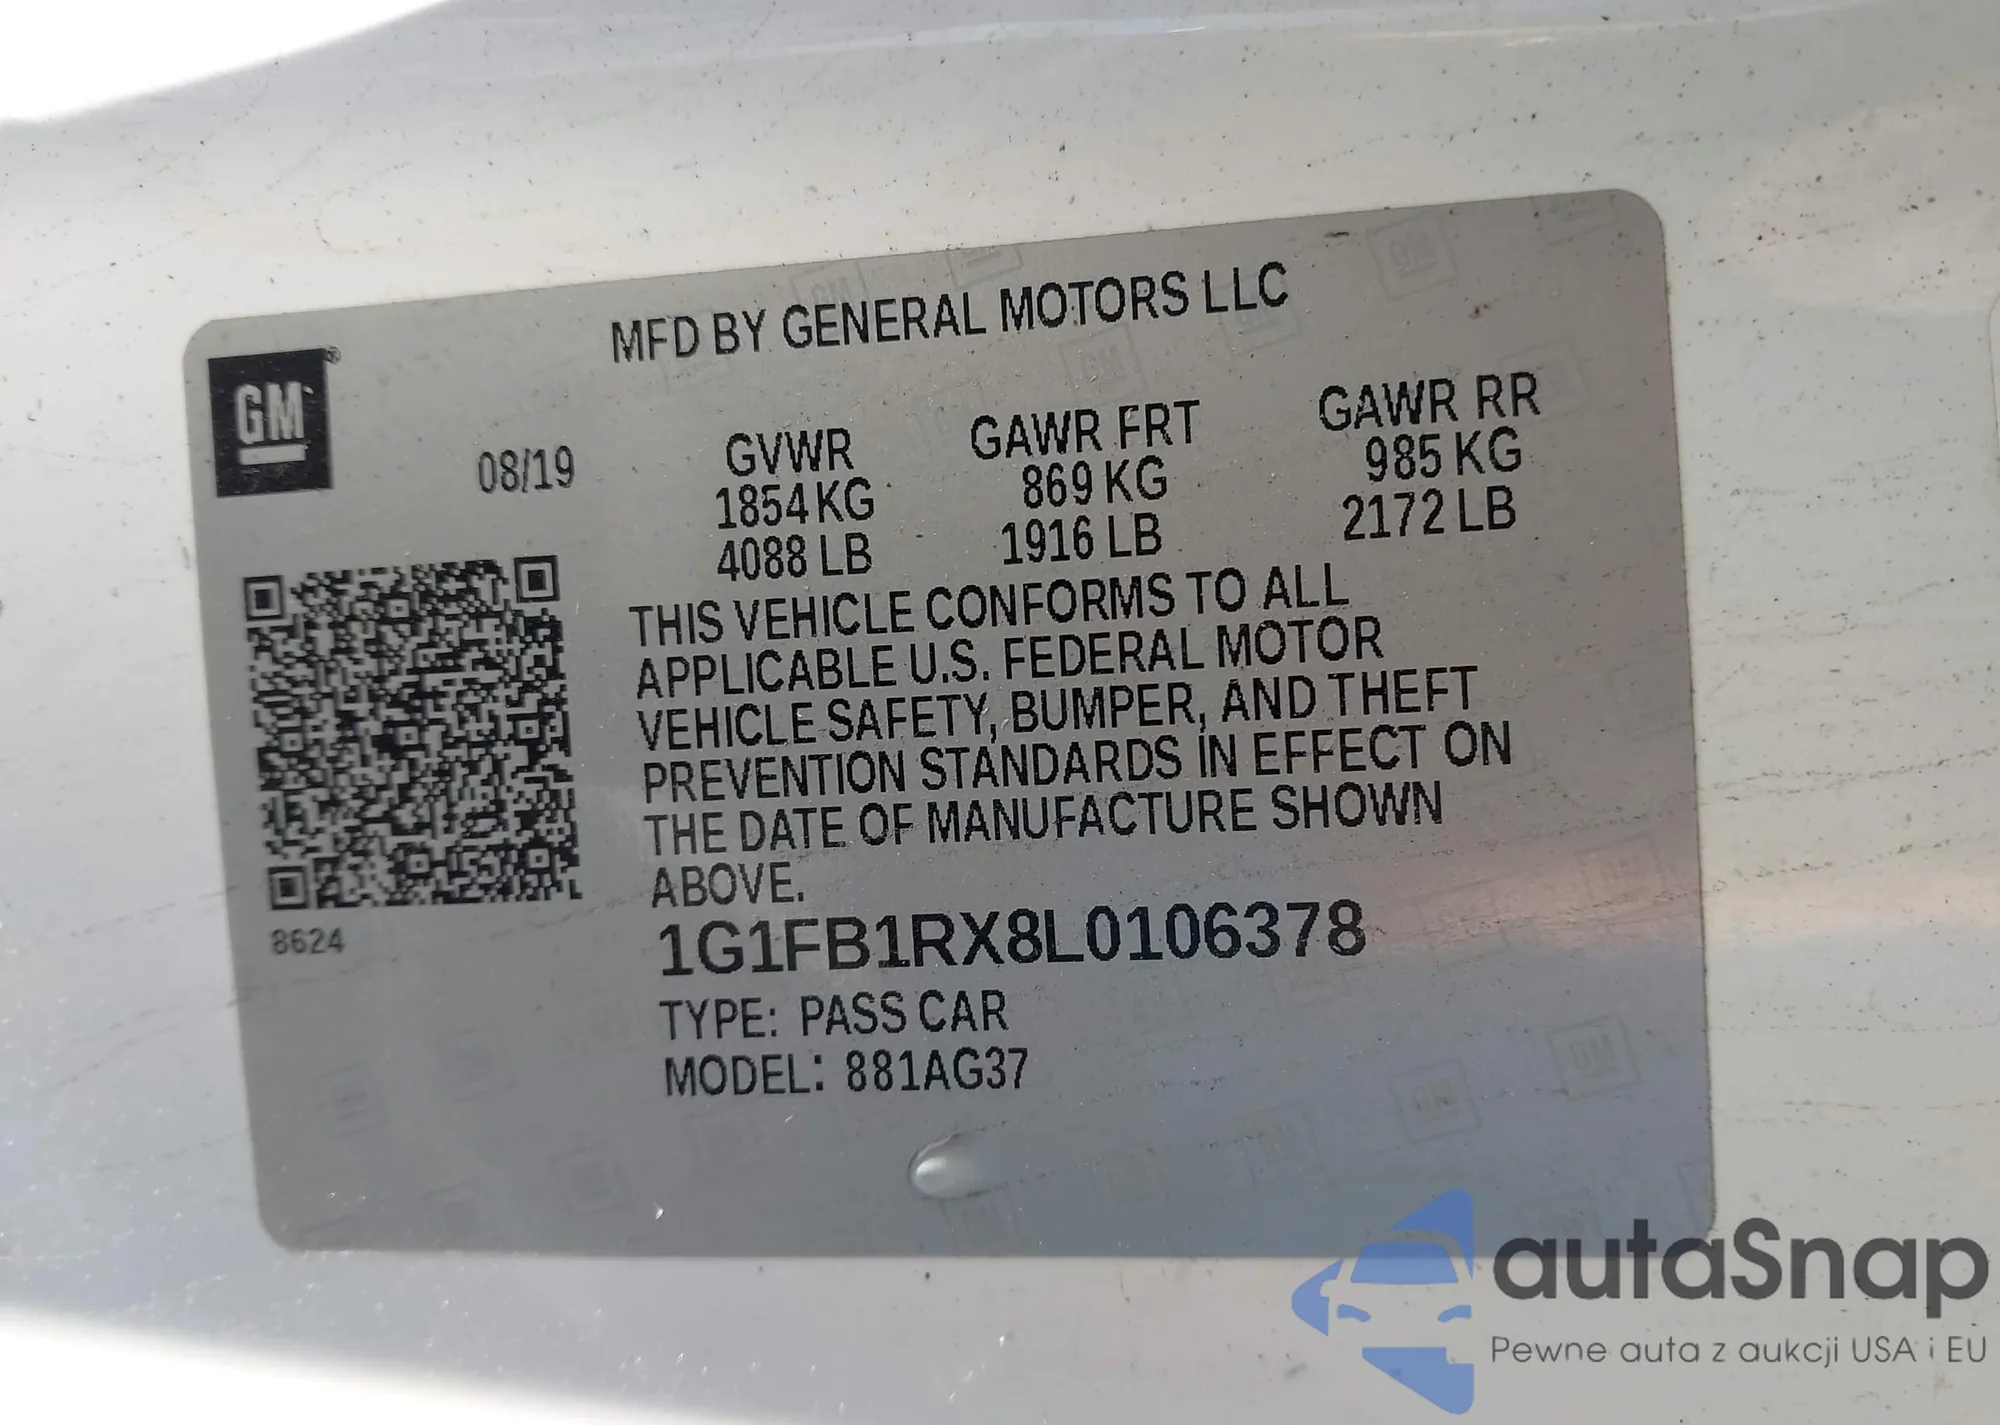 MFD BY GENERAL MOTORS LLC
GM®
08/19
GVWR
1854 KG
4088 LB
GAWR FRT
869 KG
1916 LB
GAWR RR
985 KG
2172 LB
THIS VEHICLE CONFORMS TO ALL
APPLICABLE U.S. FEDERAL MOTOR
VEHICLE SAFETY, BUMPER, AND THEFT
PREVENTION STANDARDS IN EFFECT ON
THE DATE OF MANUFACTURE SHOWN
ABOVE.
8624
1G1FB1RX8L0106378
TYPE: PASS CAR
MODEL: 881AG37
autaSnap
Pewne auta z aukcji USA i EU